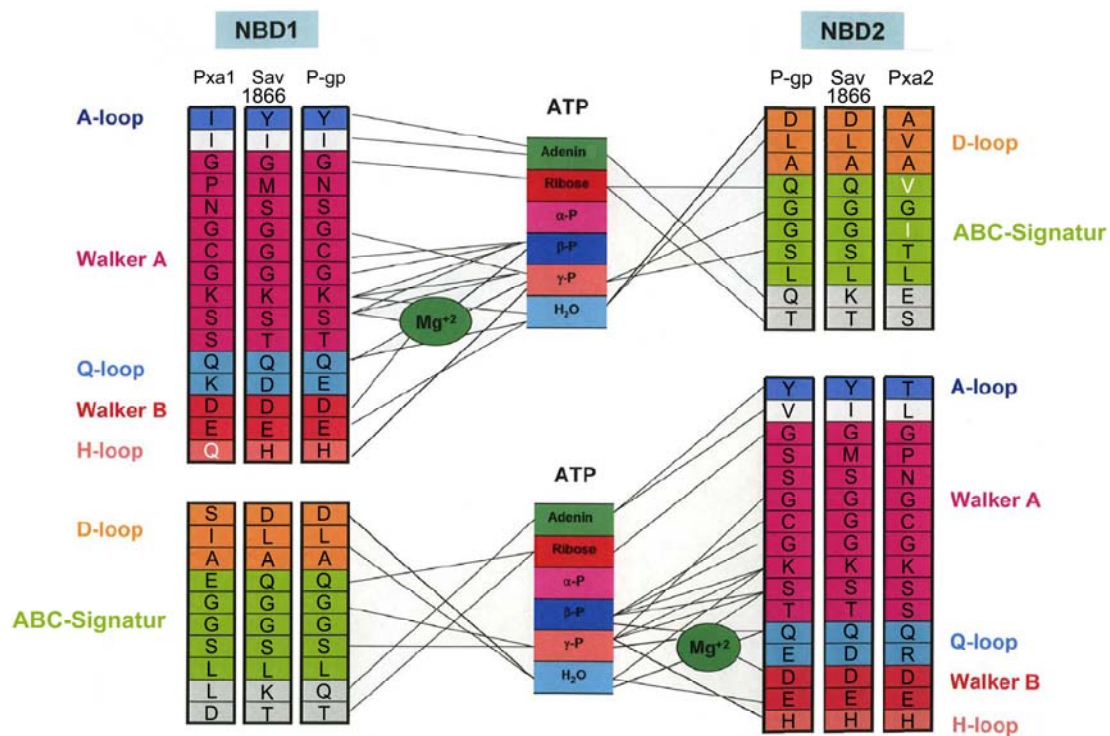 NBD1
NBD2
Pxa1 Sav 1866 P-gp
P-gp Sav 1866 Pxa2
ATP
A-loop
I Y Y
I I I
G G G
P M N
N S S
G G G
C G C
Walker A
G G G
K K K
S S S
S T T
Q-loop
Q Q Q
K D E
Walker B
D D D
E E E
H-loop
Q H H
Adenin
Ribose
α-P
β-P
γ-P
H₂O
Mg⁺²
D D A
L L V
D-loop
A A A
Q Q V
G G G
ABC-Signatur
G G I
S S T
L L L
Q K E
T T S
D-loop
S D D
I L L
A A A
E Q Q
G G G
ABC-Signatur
G G G
S S S
L L L
L K Q
D T T
ATP
Adenin
Ribose
α-P
β-P
γ-P
H₂O
Mg⁺²
Y Y T
A-loop
V I L
G G G
S M P
S S N
G G G
Walker A
C G C
G G G
K K K
S S S
T T S
Q Q Q
Q-loop
E D R
D D D
Walker B
E E E
H H H
H-loop